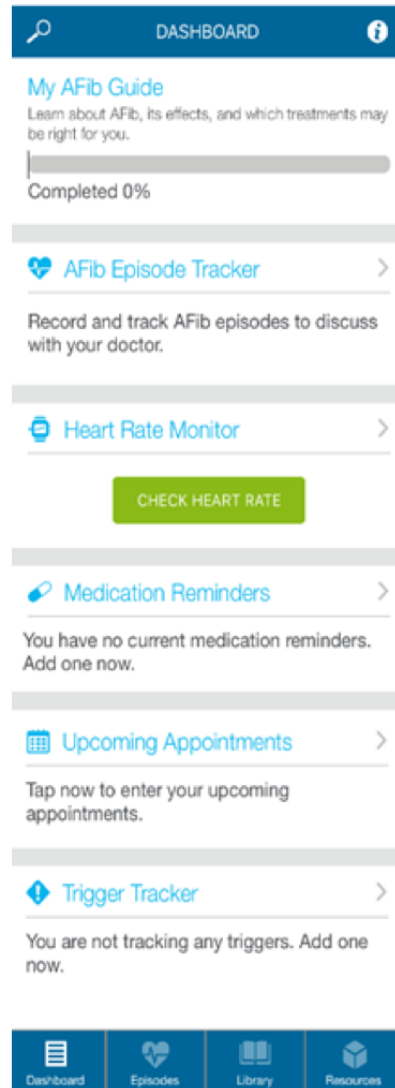 DASHBOARD
My AFib Guide
Learn about AFib, its effects, and which treatments may
be right for you.
Completed 0%
AFib Episode Tracker
Record and track AFib episodes to discuss
with your doctor.
Heart Rate Monitor
CHECK HEART RATE
Medication Reminders
You have no current medication reminders.
Add one now.
Upcoming Appointments
Tap now to enter your upcoming
appointments.
Trigger Tracker
You are not tracking any triggers. Add one
now.
Dashboard Episodes Library Resources